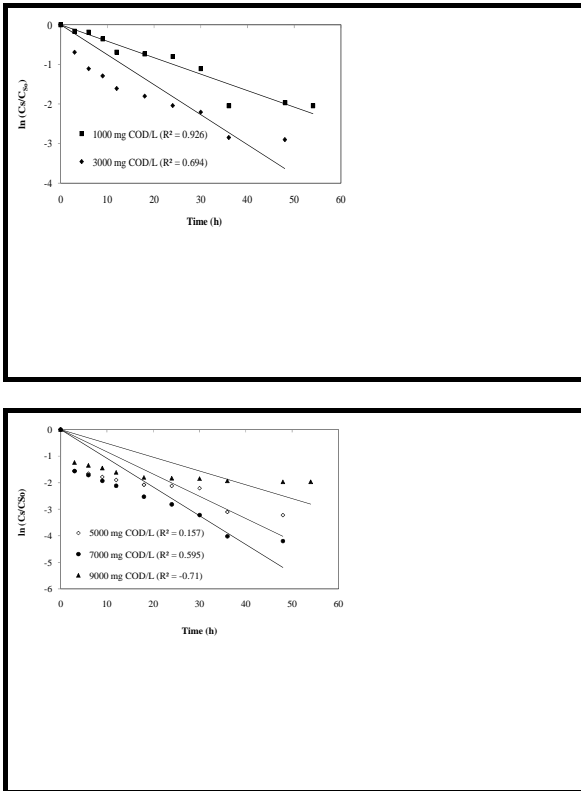 0
-1
-2
-3
-4
ln (Cs/C_So)
1000 mg COD/L (R² = 0.926)
3000 mg COD/L (R² = 0.694)
0 10 20 30 40 50 60
Time (h)
0
-1
-2
-3
-4
-5
-6
ln (Cs/CSo)
5000 mg COD/L (R² = 0.157)
7000 mg COD/L (R² = 0.595)
9000 mg COD/L (R² = -0.71)
0 10 20 30 40 50 60
Time (h)